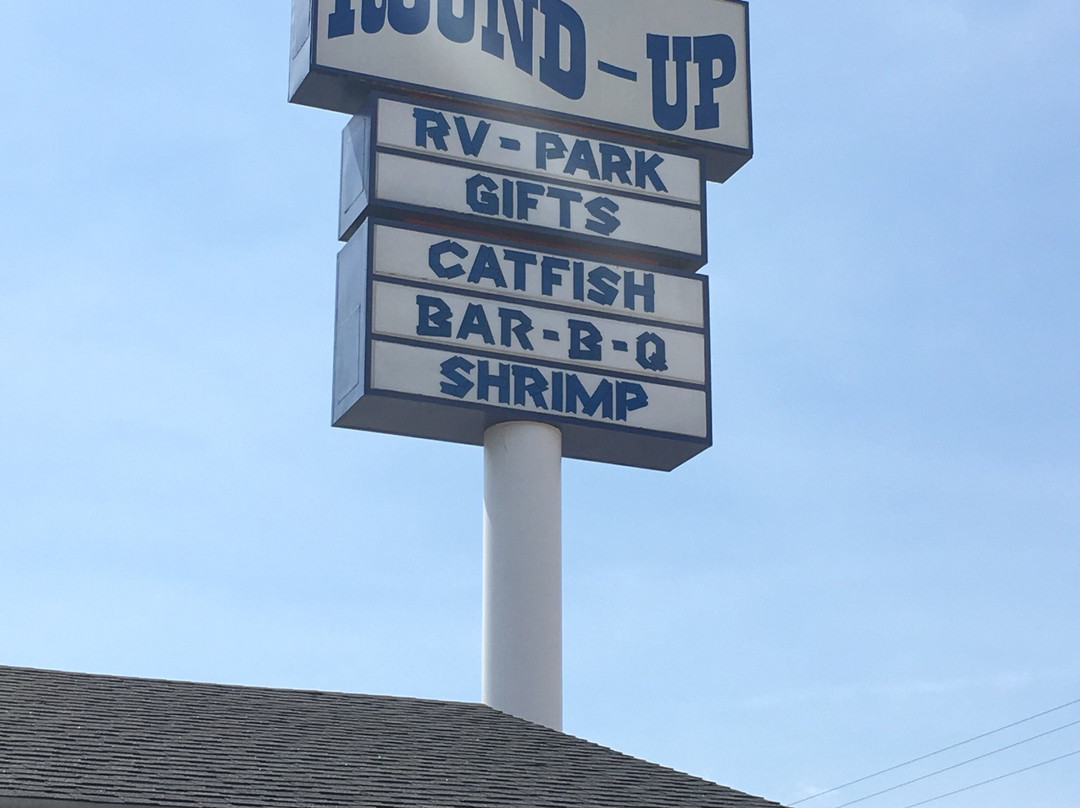 ROUND-UP
RV-PARK
GIFTS
CATFISH
BAR-B-Q
SHRIMP